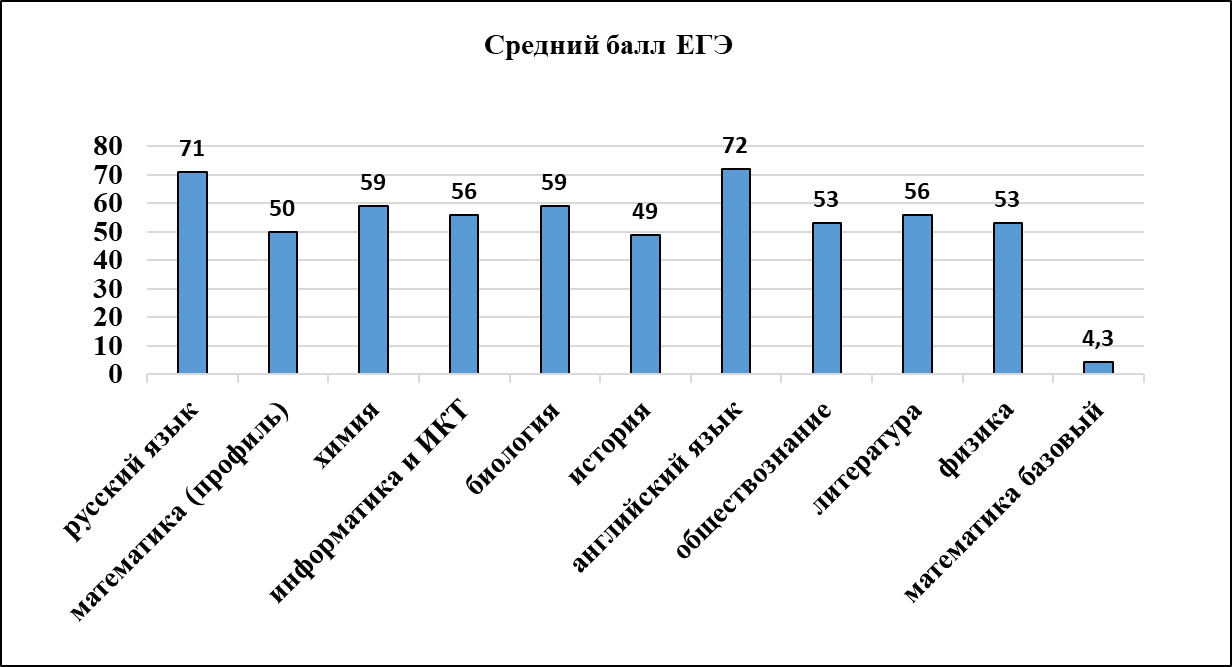 Средний балл ЕГЭ
80
70
60
50
40
30
20
10
0
71
50
59
56
59
49
72
53
56
53
4,3
русский язык
математика (профиль)
химия
информатика и ИКТ
биология
история
английский язык
обществознание
литература
физика
математика базовый